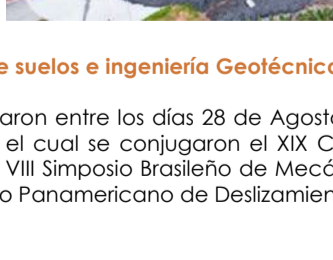 e suelos e ingeniería Geotécnica
aron entre los días 28 de Agosto
el cual se conjugaron el XIX C
VIII Simposio Brasileño de Mecá
o Panamericano de Deslizamien